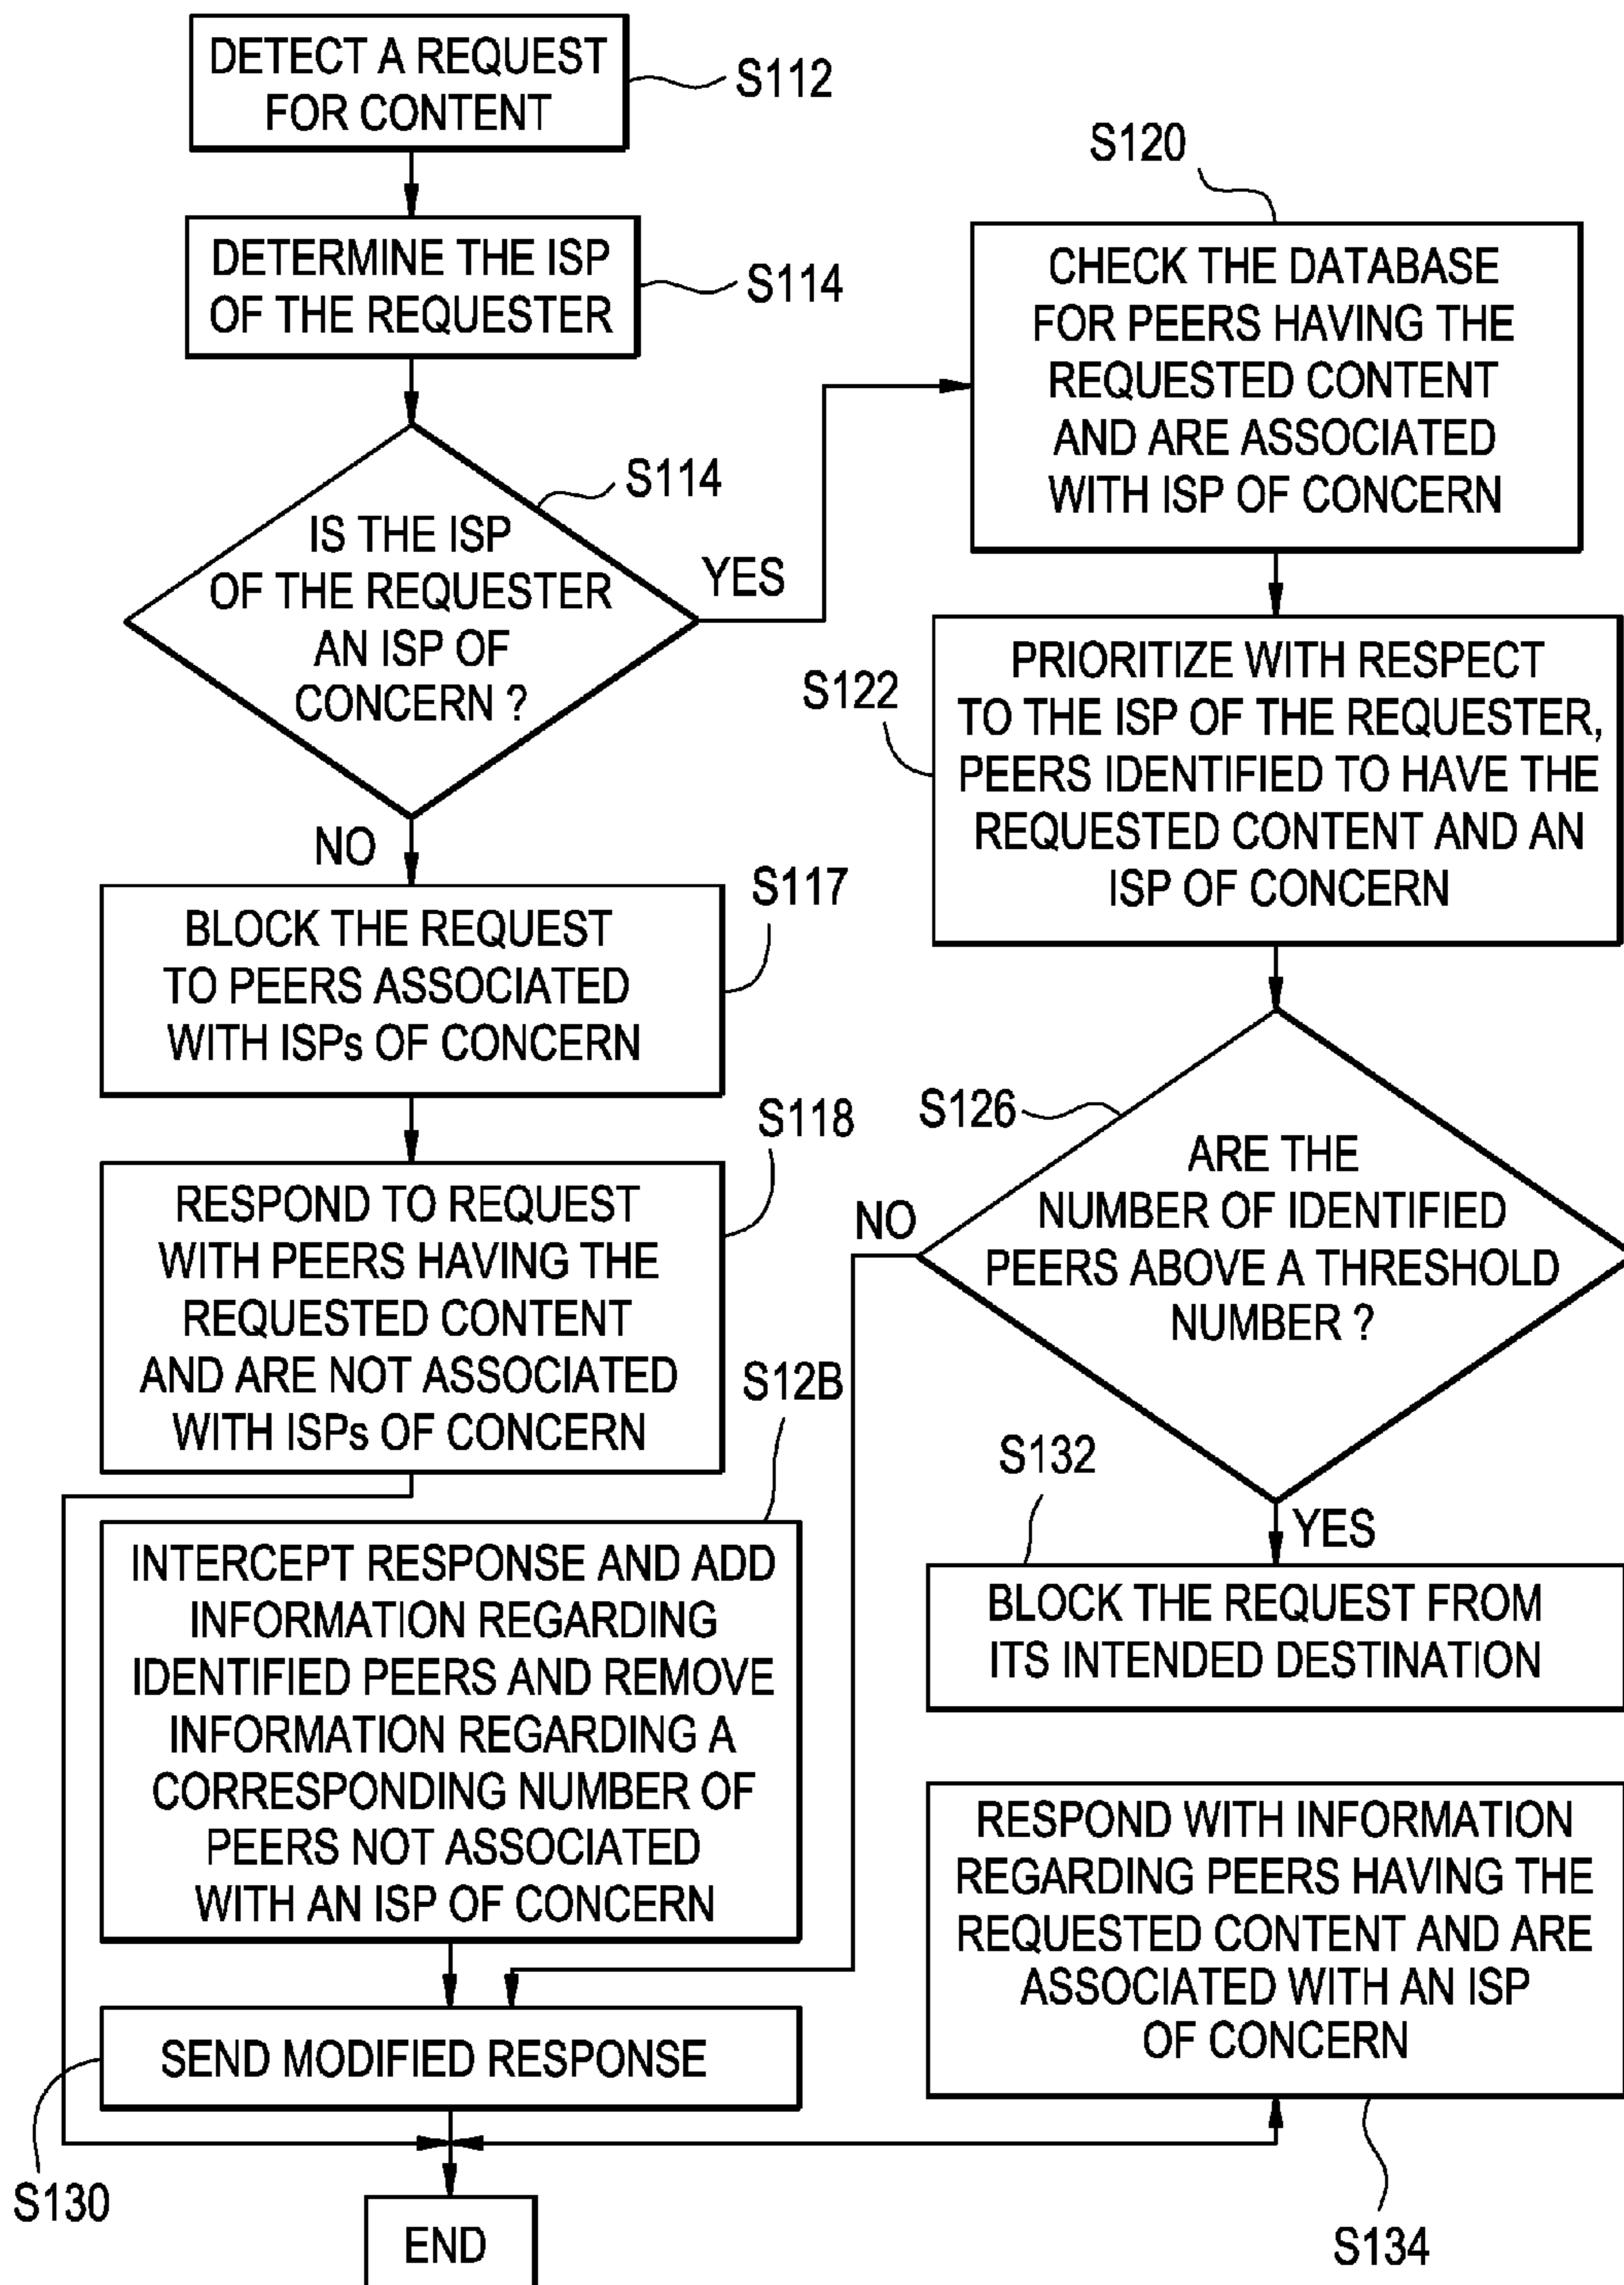 DETECT A REQUEST
FOR CONTENT
S112
DETERMINE THE ISP
OF THE REQUESTER
S114
IS THE ISP
OF THE REQUESTER
AN ISP OF
CONCERN ?
S114
YES
NO
BLOCK THE REQUEST
TO PEERS ASSOCIATED
WITH ISPs OF CONCERN
S117
RESPOND TO REQUEST
WITH PEERS HAVING THE
REQUESTED CONTENT
AND ARE NOT ASSOCIATED
WITH ISPs OF CONCERN
S118
S120
CHECK THE DATABASE
FOR PEERS HAVING THE
REQUESTED CONTENT
AND ARE ASSOCIATED
WITH ISP OF CONCERN
S122
PRIORITIZE WITH RESPECT
TO THE ISP OF THE REQUESTER,
PEERS IDENTIFIED TO HAVE THE
REQUESTED CONTENT AND AN
ISP OF CONCERN
S126
ARE THE
NUMBER OF IDENTIFIED
PEERS ABOVE A THRESHOLD
NUMBER ?
NO
YES
S12B
INTERCEPT RESPONSE AND ADD
INFORMATION REGARDING
IDENTIFIED PEERS AND REMOVE
INFORMATION REGARDING A
CORRESPONDING NUMBER OF
PEERS NOT ASSOCIATED
WITH AN ISP OF CONCERN
SEND MODIFIED RESPONSE
S130
S132
BLOCK THE REQUEST FROM
ITS INTENDED DESTINATION
RESPOND WITH INFORMATION
REGARDING PEERS HAVING THE
REQUESTED CONTENT AND ARE
ASSOCIATED WITH AN ISP
OF CONCERN
S134
END